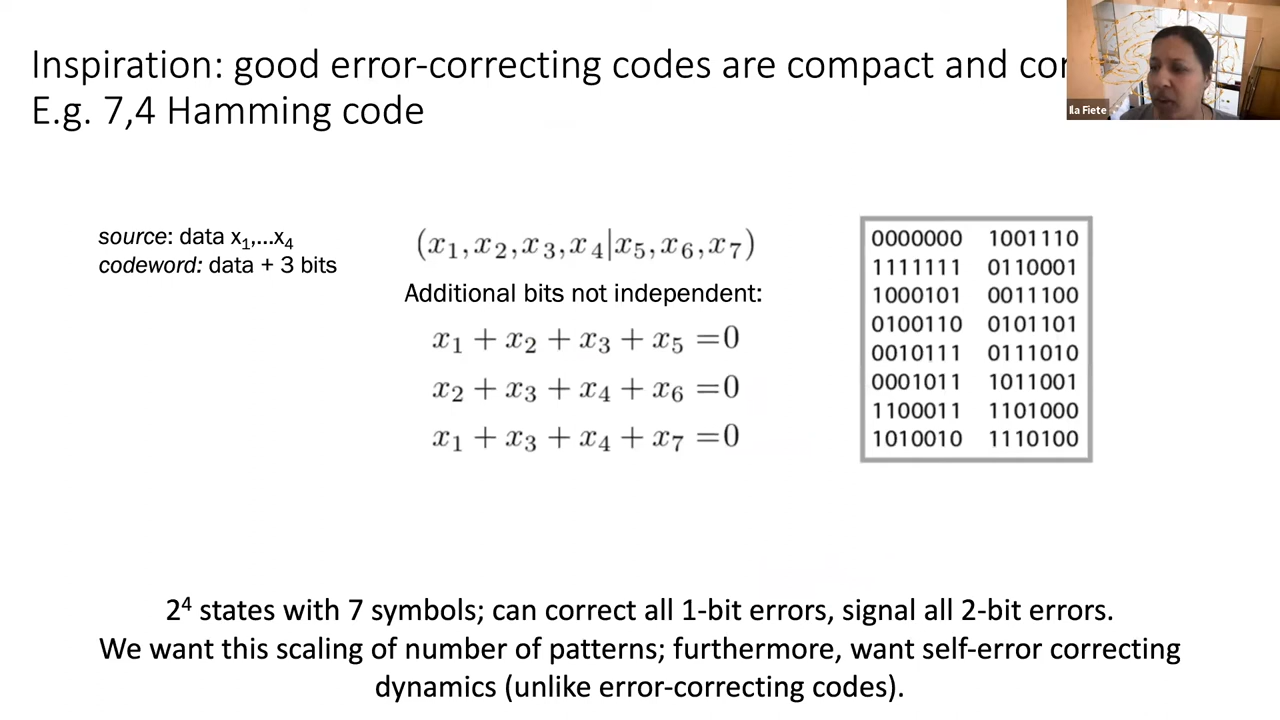 Inspiration: good error-correcting codes are compact and
E.g. 7,4 Hamming code
Ila Fiete
source: data x₁,...x₄
codeword: data + 3 bits
(x₁, x₂, x₃, x₄|x₅, x₆, x₇)
Additional bits not independent:
x₁ + x₂ + x₃ + x₅ =0
x₂ + x₃ + x₄ + x₆ =0
x₁ + x₃ + x₄ + x₇ =0
0000000 1001110
1111111 0110001
1000101 0011100
0100110 0101101
0010111 0111010
0001011 1011001
1100011 1101000
1010010 1110100
2⁴ states with 7 symbols; can correct all 1-bit errors, signal all 2-bit errors.
We want this scaling of number of patterns; furthermore, want self-error correcting
dynamics (unlike error-correcting codes).